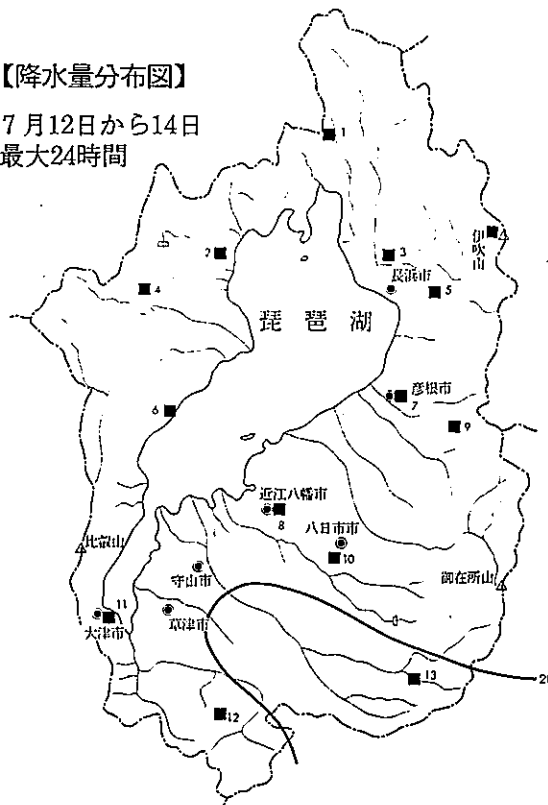 【降水量分布図】
7月12日から14日
最大24時間
1
伊吹山
2
3
長浜市
4
5
琵琶湖
彦根市
7
6
9
近江八幡市
8
八日市市
10
比叡山
守山市
御在所山
11
大津市
草津市
13
12